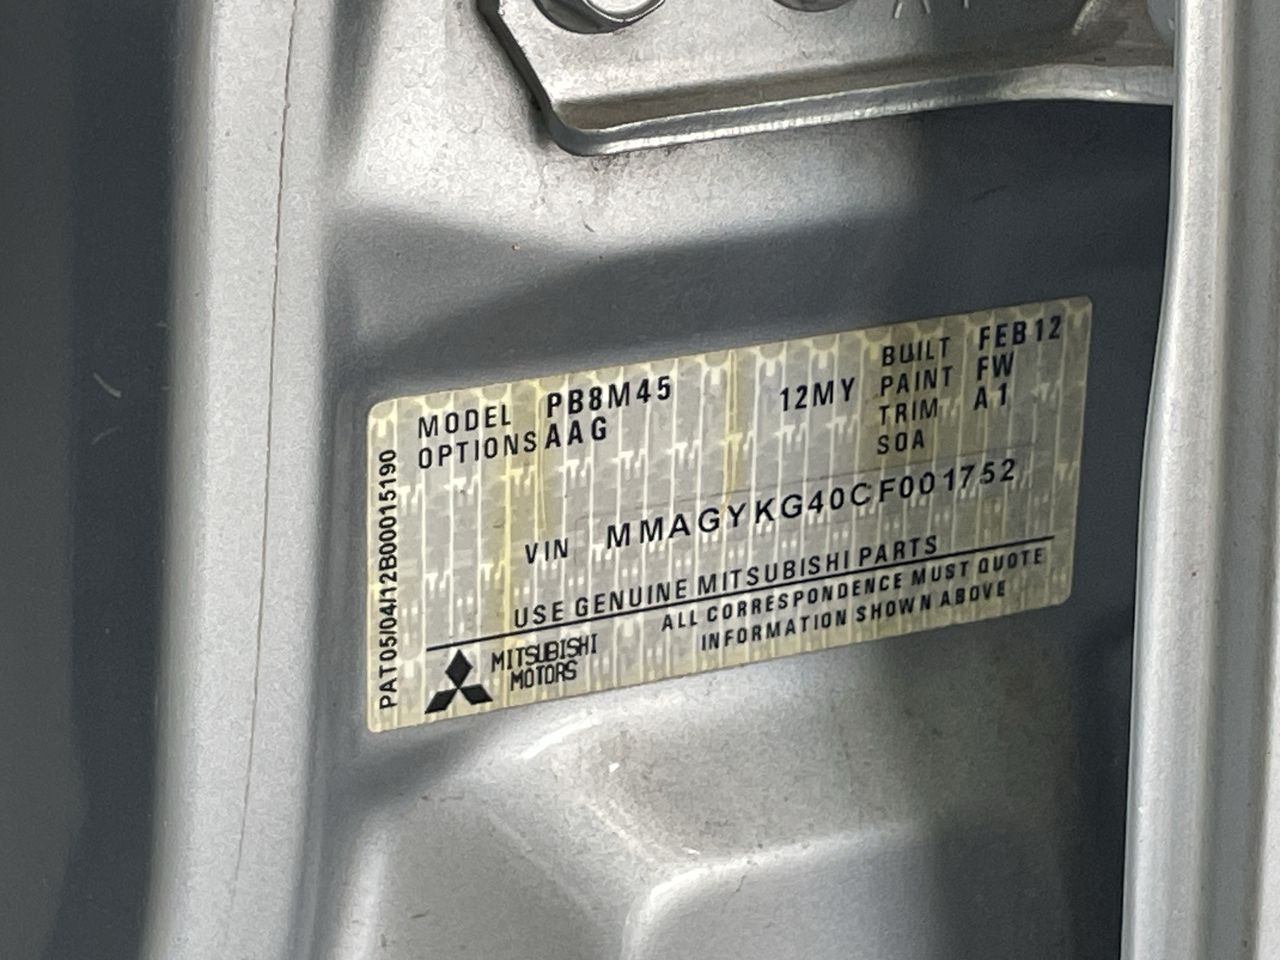 MODEL PB8M45 12MY BUILT FEB12
OPTIONS AAG PAINT FW
TRIM A1
SOA
VIN MMAGYKG40CF001752
USE GENUINE MITSUBISHI PARTS
MITSUBISHI MOTORS
ALL CORRESPONDENCE MUST QUOTE
INFORMATION SHOWN ABOVE
PAT05/04/12B00015190